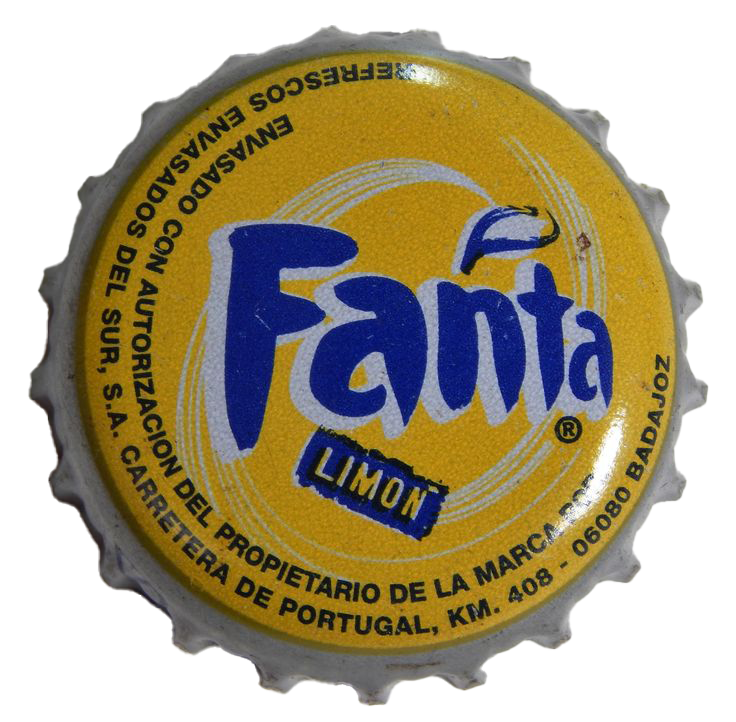 Fanta ®
LIMON
ENVASADO CON AUTORIZACION DEL PROPIETARIO DE LA MARCA POR
REFRESCOS ENVASADOS DEL SUR, S.A. CARRETERA DE PORTUGAL, KM. 408 - 06080 BADAJOZ